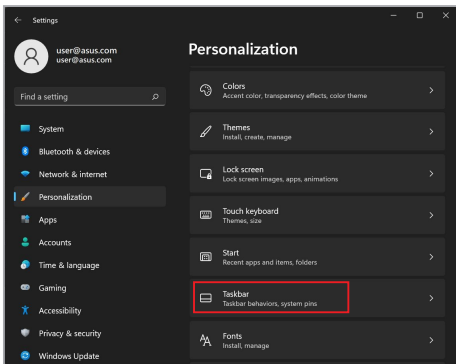 Settings
user@asus.com
user@asus.com
Find a setting
System
Bluetooth & devices
Network & internet
Personalization
Apps
Accounts
Time & language
Gaming
Accessibility
Privacy & security
Windows Update
Personalization
Colors
Accent color, transparency effects, color theme
Themes
Install, create, manage
Lock screen
Lock screen images, apps, animations
Touch keyboard
Themes, size
Start
Recent apps and items, folders
Taskbar
Taskbar behaviors, system pins
Fonts
Install, manage